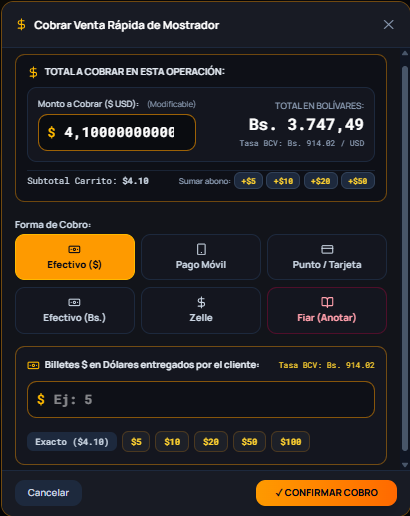 $ Cobrar Venta Rápida de Mostrador
$ TOTAL A COBRAR EN ESTA OPERACIÓN:
Monto a Cobrar ($ USD): (Modificable)
$ 4,10000000000
TOTAL EN BOLÍVARES:
Bs. 3.747,49
Tasa BCV: Bs. 914.02 / USD
Subtotal Carrito: $4.10
Sumar abono: +$5 +$10 +$20 +$50
Forma de Cobro:
Efectivo ($)
Pago Móvil
Punto / Tarjeta
Efectivo (Bs.)
$
Zelle
Fiar (Anotar)
Billetes $ en Dólares entregados por el cliente:
Tasa BCV: Bs. 914.02
$ Ej: 5
Exacto ($4.10) $5 $10 $20 $50 $100
Cancelar
✓ CONFIRMAR COBRO